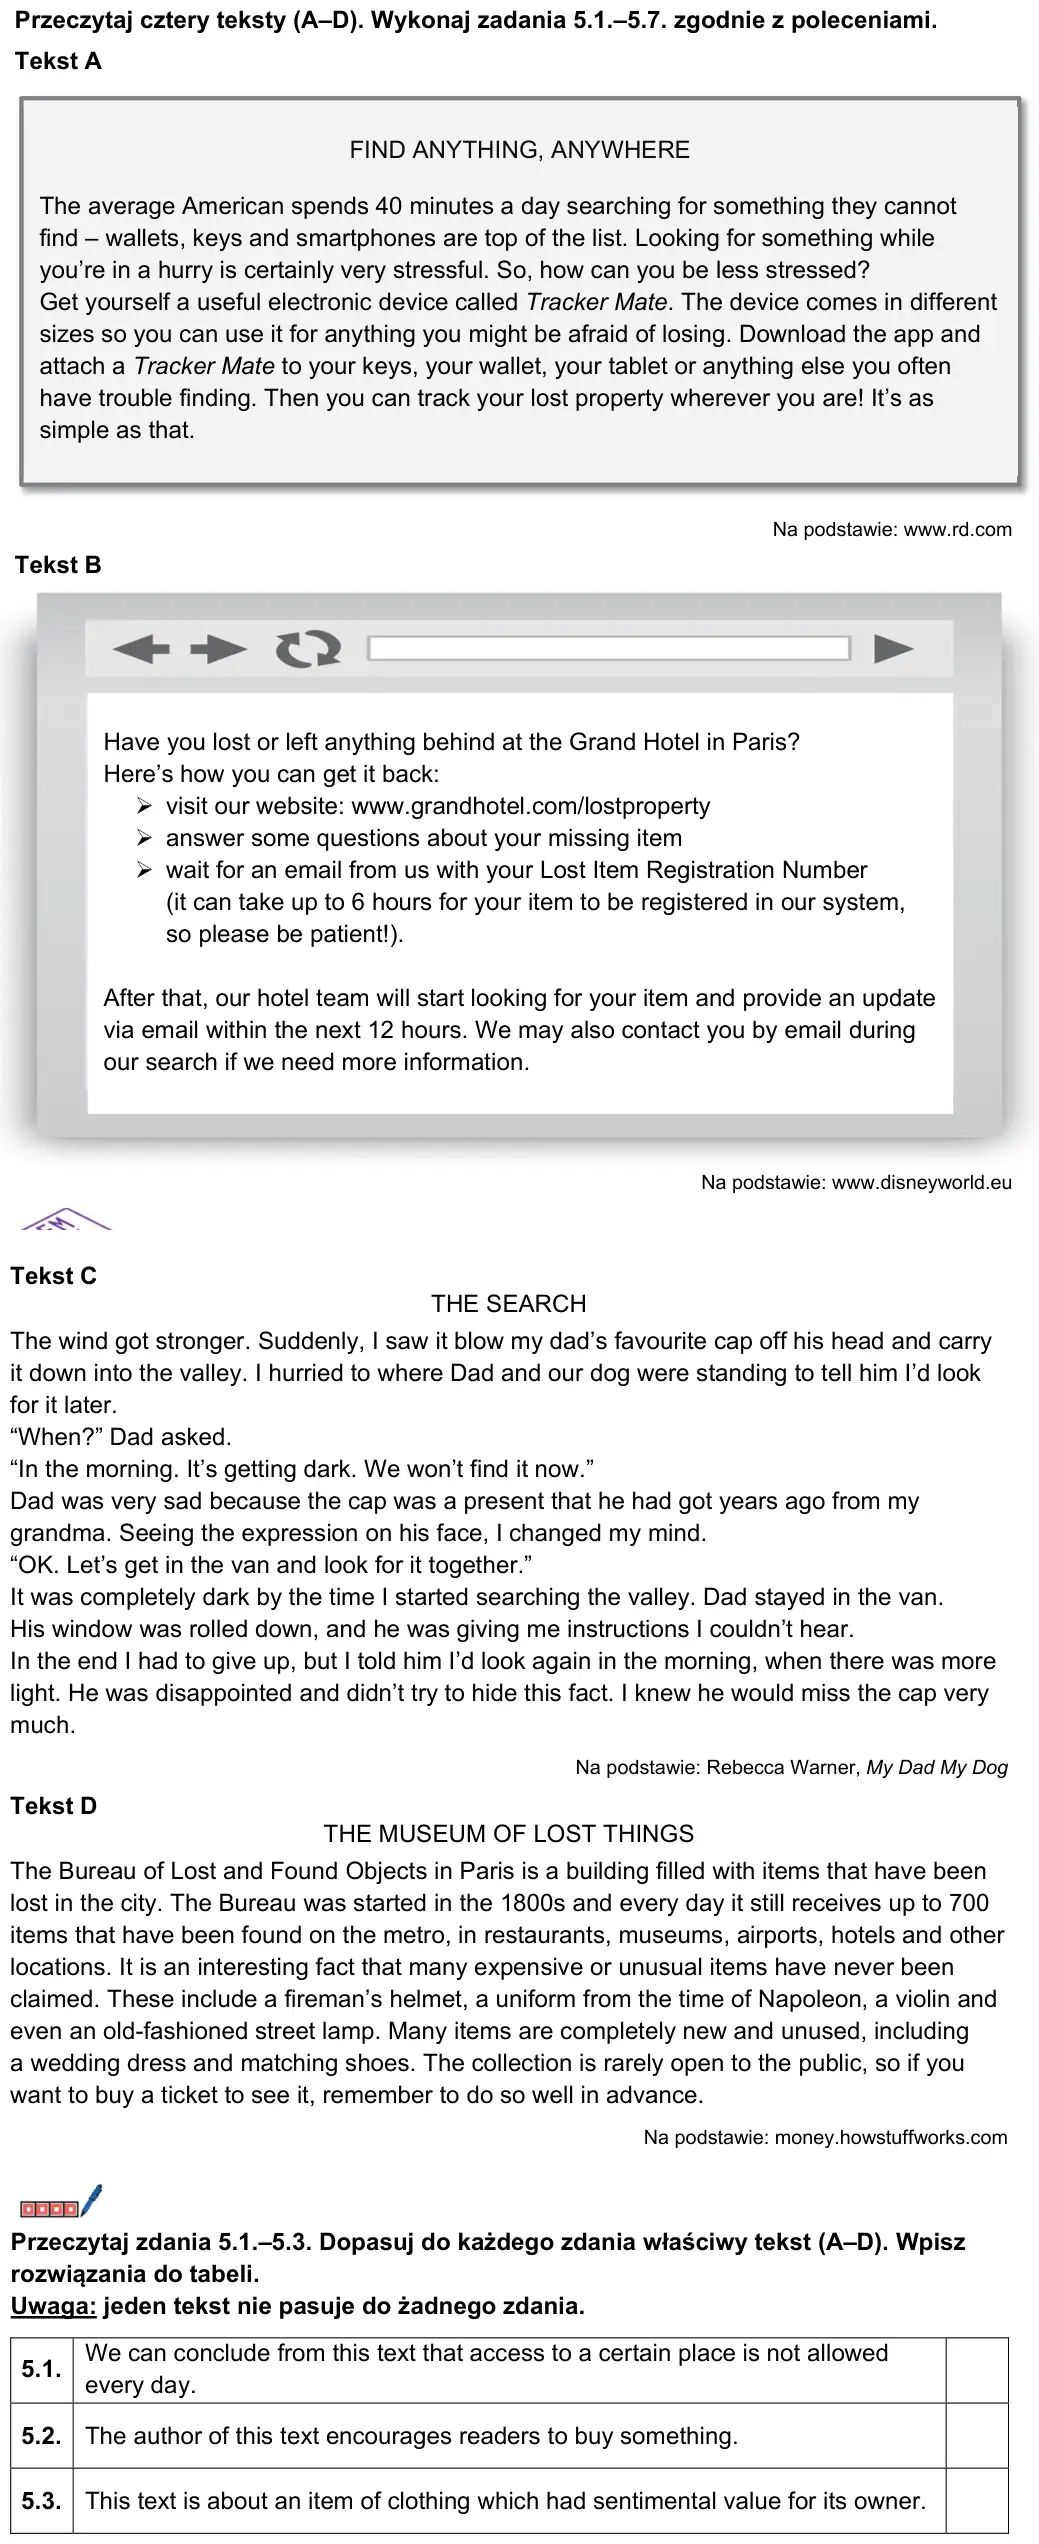 Przeczytaj cztery teksty (A–D). Wykonaj zadania 5.1.–5.7. zgodnie z poleceniami.
Tekst A
FIND ANYTHING, ANYWHERE
The average American spends 40 minutes a day searching for something they cannot
find – wallets, keys and smartphones are top of the list. Looking for something while
you’re in a hurry is certainly very stressful. So, how can you be less stressed?
Get yourself a useful electronic device called Tracker Mate. The device comes in different
sizes so you can use it for anything you might be afraid of losing. Download the app and
attach a Tracker Mate to your keys, your wallet, your tablet or anything else you often
have trouble finding. Then you can track your lost property wherever you are! It’s as
simple as that.
Na podstawie: www.rd.com
Tekst B
Have you lost or left anything behind at the Grand Hotel in Paris?
Here’s how you can get it back:
➢ visit our website: www.grandhotel.com/lostproperty
➢ answer some questions about your missing item
➢ wait for an email from us with your Lost Item Registration Number
(it can take up to 6 hours for your item to be registered in our system,
so please be patient!).
After that, our hotel team will start looking for your item and provide an update
via email within the next 12 hours. We may also contact you by email during
our search if we need more information.
Na podstawie: www.disneyworld.eu
Tekst C
THE SEARCH
The wind got stronger. Suddenly, I saw it blow my dad’s favourite cap off his head and carry
it down into the valley. I hurried to where Dad and our dog were standing to tell him I’d look
for it later.
“When?” Dad asked.
“In the morning. It’s getting dark. We won’t find it now.”
Dad was very sad because the cap was a present that he had got years ago from my
grandma. Seeing the expression on his face, I changed my mind.
“OK. Let’s get in the van and look for it together.”
It was completely dark by the time I started searching the valley. Dad stayed in the van.
His window was rolled down, and he was giving me instructions I couldn’t hear.
In the end I had to give up, but I told him I’d look again in the morning, when there was more
light. He was disappointed and didn’t try to hide this fact. I knew he would miss the cap very
much.
Na podstawie: Rebecca Warner, My Dad My Dog
Tekst D
THE MUSEUM OF LOST THINGS
The Bureau of Lost and Found Objects in Paris is a building filled with items that have been
lost in the city. The Bureau was started in the 1800s and every day it still receives up to 700
items that have been found on the metro, in restaurants, museums, airports, hotels and other
locations. It is an interesting fact that many expensive or unusual items have never been
claimed. These include a fireman’s helmet, a uniform from the time of Napoleon, a violin and
even an old-fashioned street lamp. Many items are completely new and unused, including
a wedding dress and matching shoes. The collection is rarely open to the public, so if you
want to buy a ticket to see it, remember to do so well in advance.
Na podstawie: money.howstuffworks.com
Przeczytaj zdania 5.1.–5.3. Dopasuj do każdego zdania właściwy tekst (A–D). Wpisz
rozwiązania do tabeli.
Uwaga: jeden tekst nie pasuje do żadnego zdania.
5.1. We can conclude from this text that access to a certain place is not allowed
every day.
5.2. The author of this text encourages readers to buy something.
5.3. This text is about an item of clothing which had sentimental value for its owner.